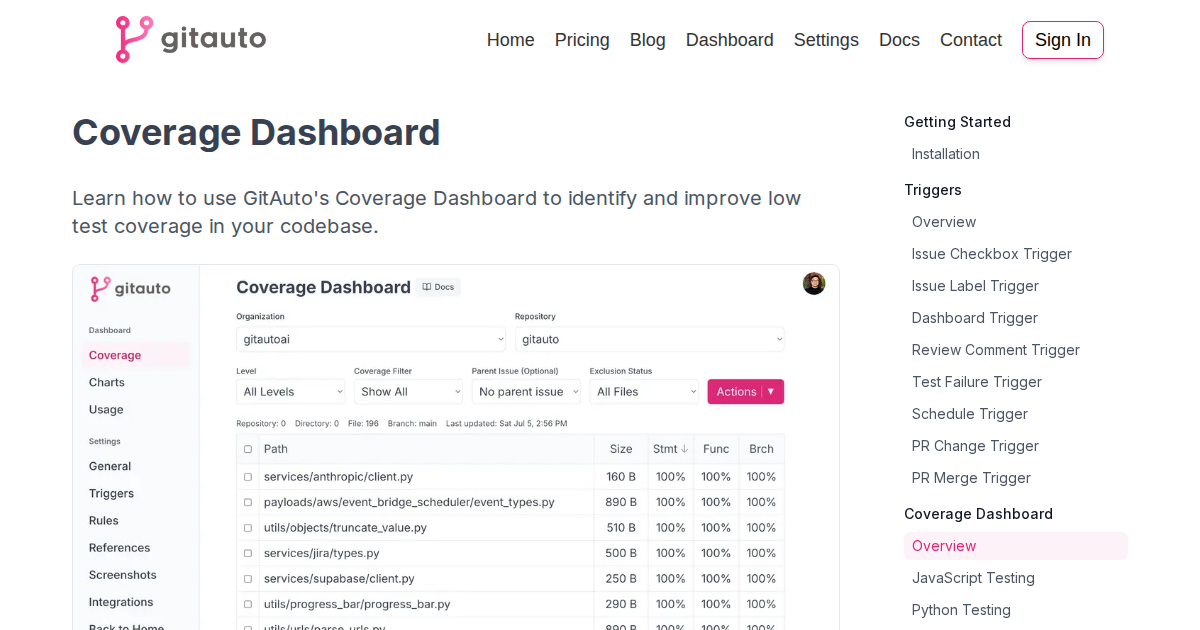 gitauto
Home Pricing Blog Dashboard Settings Docs Contact Sign In
Coverage Dashboard
Learn how to use GitAuto's Coverage Dashboard to identify and improve low
test coverage in your codebase.
gitauto
Dashboard
Coverage
Charts
Usage
Settings
General
Triggers
Rules
References
Screenshots
Integrations
Back to Home
Coverage Dashboard Docs
Organization Repository
gitautoai gitauto
Level Coverage Filter Parent Issue (Optional) Exclusion Status
All Levels Show All No parent issue All Files Actions ▼
Repository: 0 Directory: 0 File: 196 Branch: main Last updated: Sat Jul 5, 2:56 PM
Path Size Stmt ↓ Func Brch
services/anthropic/client.py 160 B 100% 100% 100%
payloads/aws/event_bridge_scheduler/event_types.py 890 B 100% 100% 100%
utils/objects/truncate_value.py 510 B 100% 100% 100%
services/jira/types.py 500 B 100% 100% 100%
services/supabase/client.py 250 B 100% 100% 100%
utils/progress_bar/progress_bar.py 290 B 100% 100% 100%
utils/urls/parse_urls.py 890 B 100% 100% 100%
Getting Started
Installation
Triggers
Overview
Issue Checkbox Trigger
Issue Label Trigger
Dashboard Trigger
Review Comment Trigger
Test Failure Trigger
Schedule Trigger
PR Change Trigger
PR Merge Trigger
Coverage Dashboard
Overview
JavaScript Testing
Python Testing